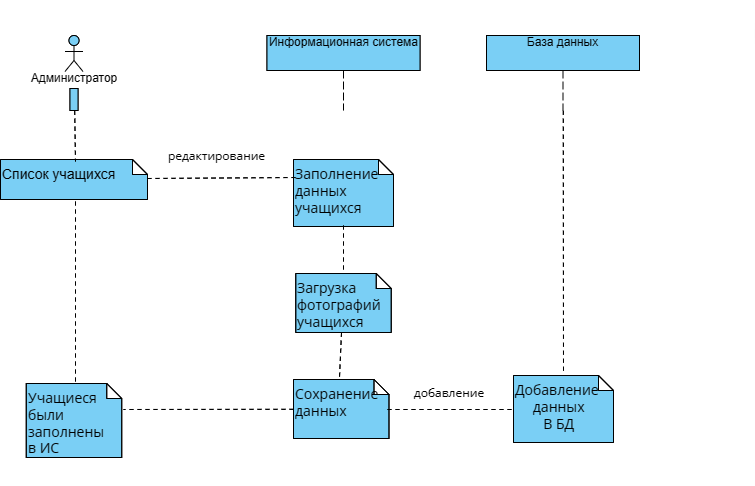 Информационная система
База данных
Администратор
редактирование
Список учащихся
Заполнение
данных
учащихся
Загрузка
фотографий
учащихся
Учащиеся
были
заполнены
в ИС
Сохранение
данных
добавление
Добавление
данных
В БД